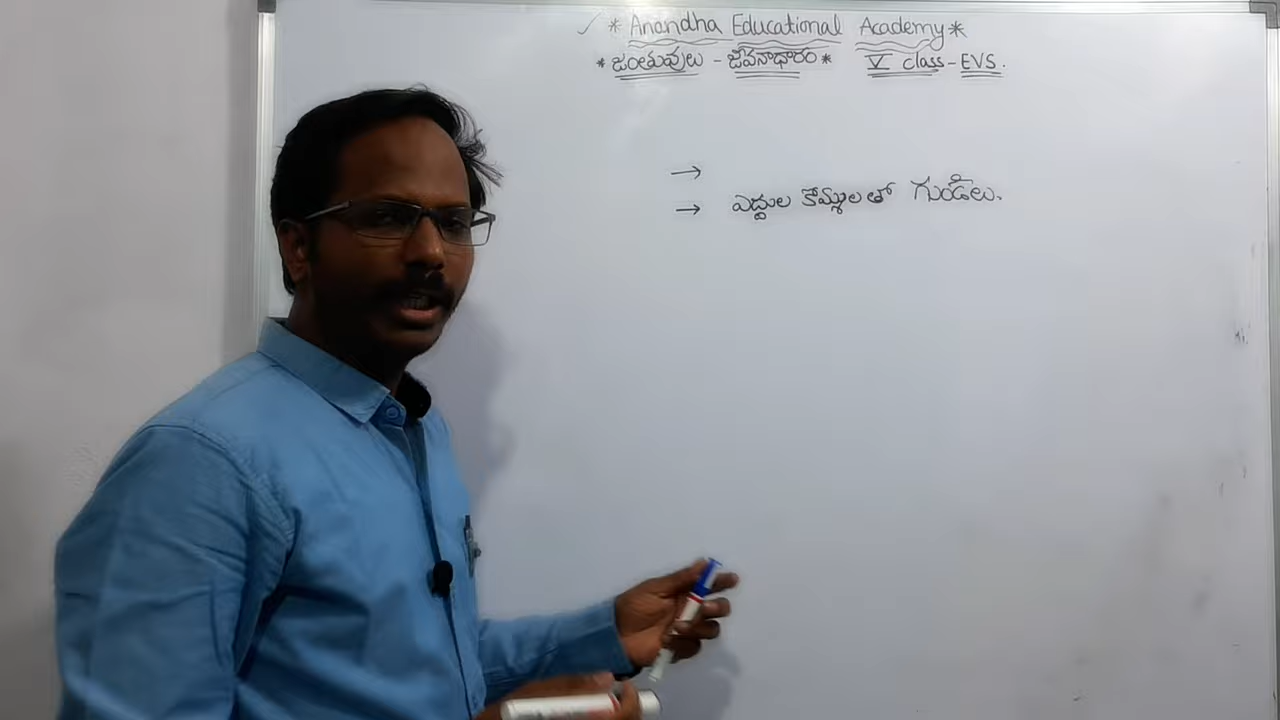 ✓ * Anandha Educational Academy *
* జంతువులు - జీవనాధారం * V class - EVS.
→
→ ఎద్దుల కొమ్ములతో గుండీలు.